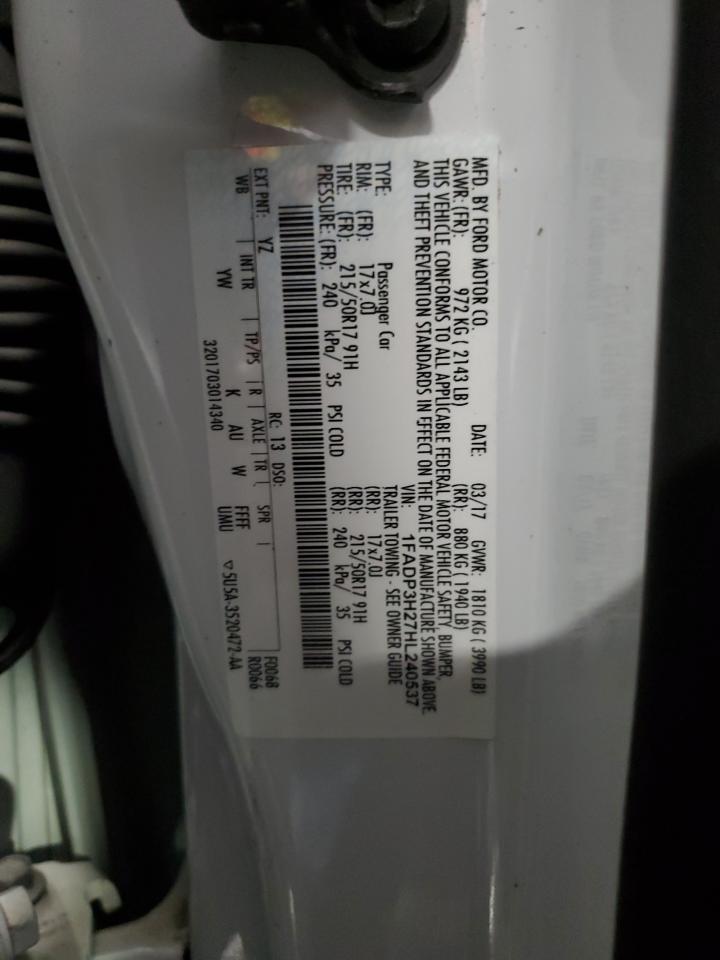 MFD. BY FORD MOTOR CO.
DATE: 03/17 GVWR: 1810 KG ( 3990 LB)
GAWR: (FR): 972 KG ( 2143 LB) (RR): 880 KG ( 1940 LB)
THIS VEHICLE CONFORMS TO ALL APPLICABLE FEDERAL MOTOR VEHICLE SAFETY, BUMPER,
AND THEFT PREVENTION STANDARDS IN EFFECT ON THE DATE OF MANUFACTURE SHOWN ABOVE.
VIN: 1FADP3H27HL240537
TYPE: Passenger Car TRAILER TOWING - SEE OWNER GUIDE
RIM: (FR): 17x7.0J (RR): 17x7.0J
TIRE: (FR): 215/50R17 91H (RR): 215/50R17 91H
PRESSURE: (FR): 240 kPa/ 35 PSI COLD (RR): 240 kPa/ 35 PSI COLD
EXT PNT: YZ RC: 13 DSO: F0068
WB INT TR TP/PS R AXLE TR SPR R0066
YW K AU W FFFF
3201703014340 UMU ▽5U5A-3520472-AA